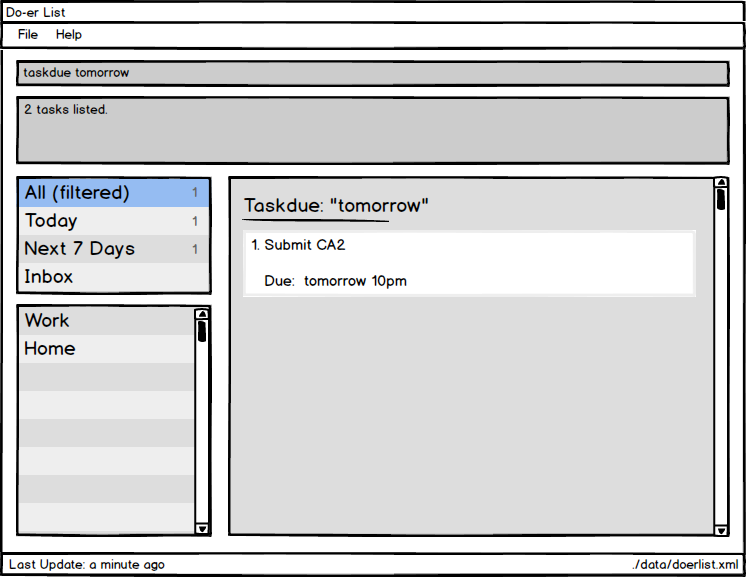 Do-er List
File Help
taskdue tomorrow
2 tasks listed.
All (filtered) 1
Today 1
Next 7 Days 1
Inbox
Work
Home
Taskdue: "tomorrow"
1. Submit CA2
Due: tomorrow 10pm
Last Update: a minute ago ./data/doerlist.xml